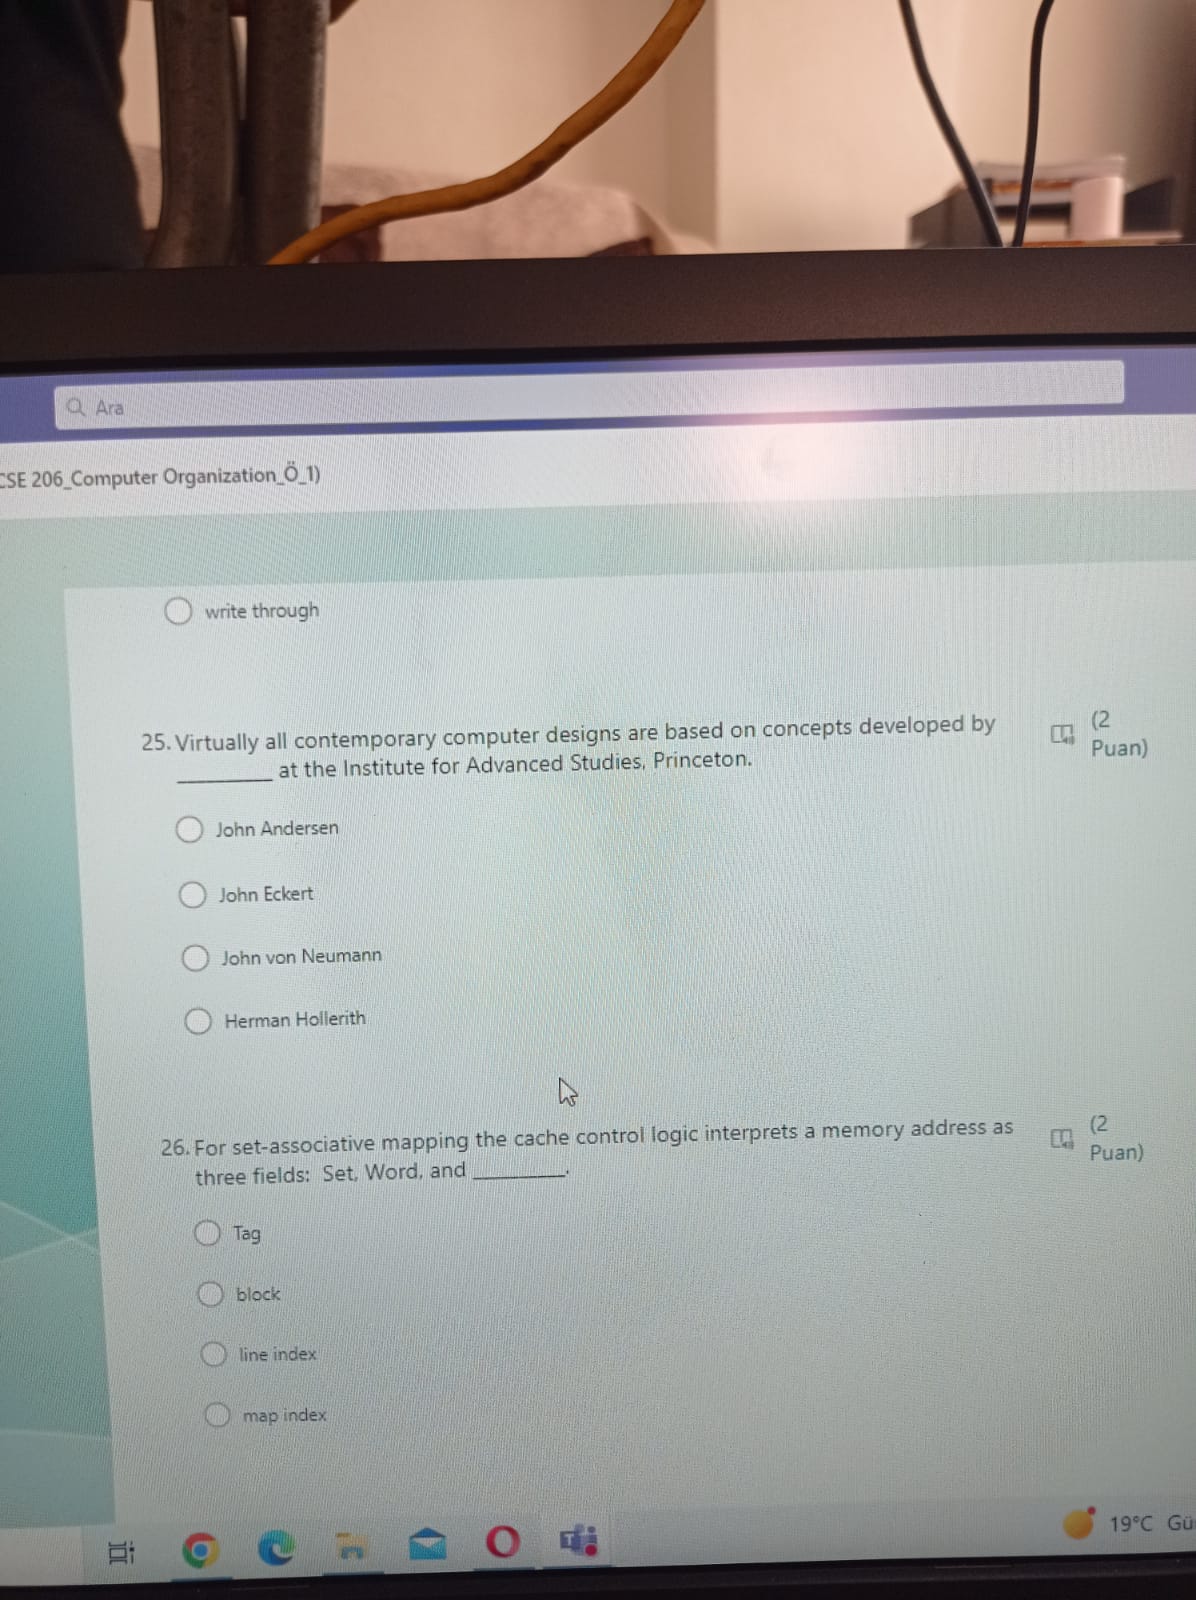 Ara
CSE 206_Computer Organization_Ö_1)
write through
25. Virtually all contemporary computer designs are based on concepts developed by
________ at the Institute for Advanced Studies, Princeton.
(2
Puan)
John Andersen
John Eckert
John von Neumann
Herman Hollerith
26. For set-associative mapping the cache control logic interprets a memory address as
three fields: Set, Word, and ________.
(2
Puan)
Tag
block
line index
map index
19°C Gü